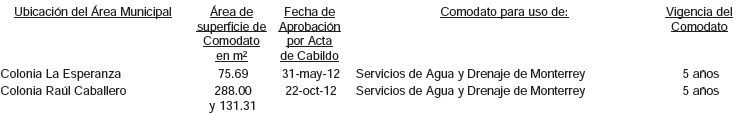 Ubicación del Área Municipal Área de Fecha de Comodato para uso de: Vigencia del
superficie de Aprobación Comodato
Comodato por Acta
en m² de Cabildo
Colonia La Esperanza 75.69 31-may-12 Servicios de Agua y Drenaje de Monterrey 5 años
Colonia Raúl Caballero 288.00 22-oct-12 Servicios de Agua y Drenaje de Monterrey 5 años
y 131.31